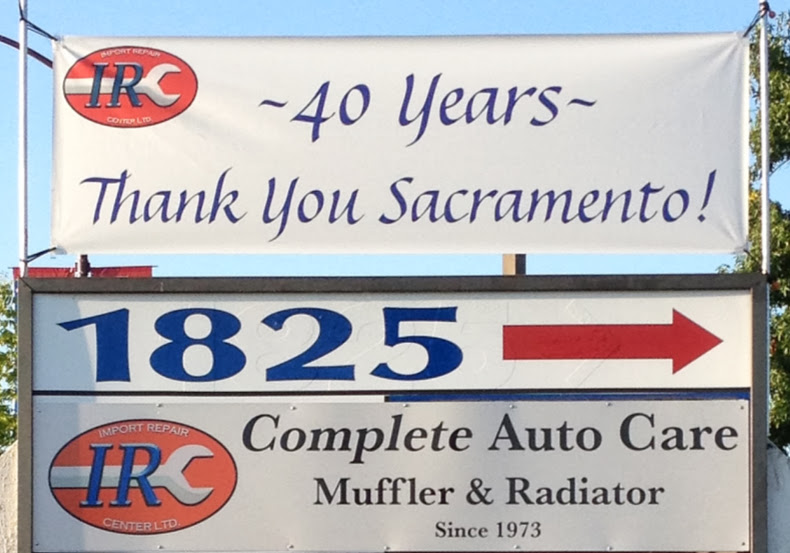 IMPORT REPAIR
IRC
CENTER LTD.
~40 Years~
Thank You Sacramento!
1825
IMPORT REPAIR
IRC
CENTER LTD.
Complete Auto Care
Muffler & Radiator
Since 1973